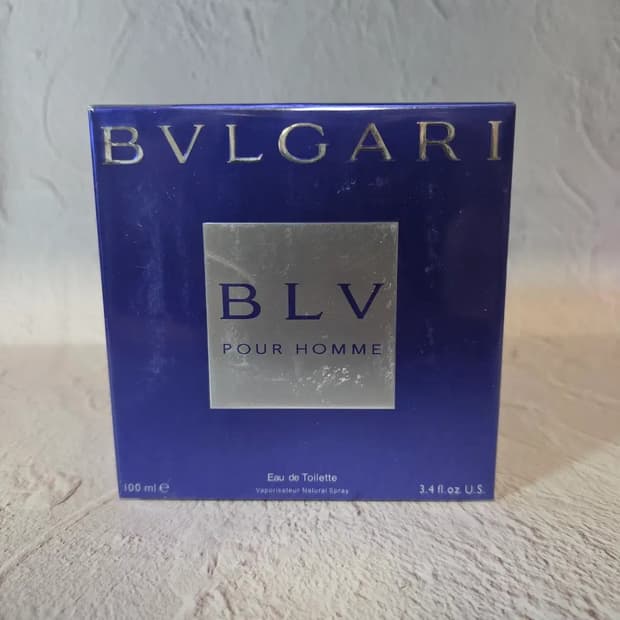 BVLGARI
BLV
POUR HOMME
Eau de Toilette
Vaporisateur Natural Spray
100 ml ℮
3.4 fl.oz. U.S.